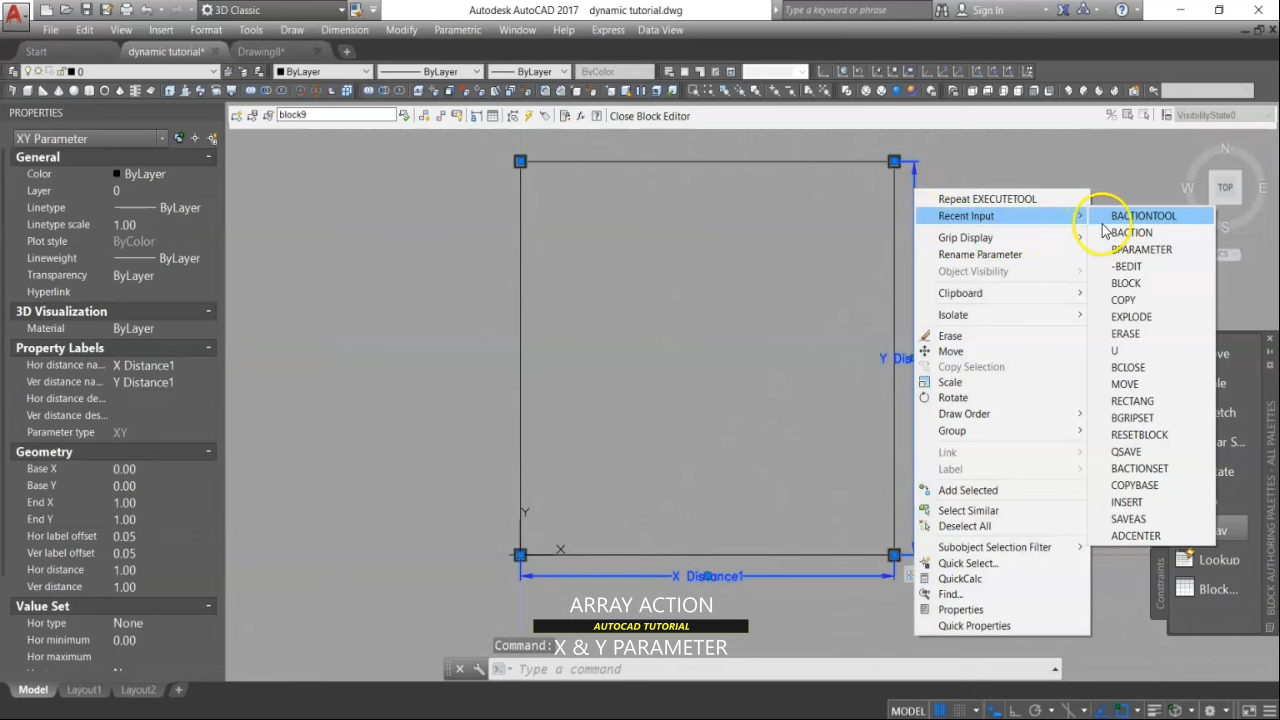 3D Classic
Autodesk AutoCAD 2017 dynamic tutorial.dwg
Type a keyword or phrase
Sign In
File Edit View Insert Format Tools Draw Dimension Modify Parametric Window Help Express Data View
Start dynamic tutorial* Drawing8*
0 ByLayer ByLayer ByLayer ByColor
PROPERTIES
block9
Close Block Editor
VisibilityState0
XY Parameter
General
Color ByLayer
Layer 0
Linetype ByLayer
Linetype scale 1.00
Plot style ByColor
Lineweight ByLayer
Transparency ByLayer
Hyperlink
3D Visualization
Material ByLayer
Property Labels
Hor distance na... X Distance1
Ver distance na... Y Distance1
Hor distance de...
Ver distance des...
Parameter type XY
Geometry
Base X 0.00
Base Y 0.00
End X 1.00
End Y 1.00
Hor label offset 0.05
Ver label offset 0.05
Hor distance 1.00
Ver distance 1.00
Value Set
Hor type None
Hor minimum 0.00
Hor maximum
Y Dis
Y
X
X Distance1
N
W TOP E
S
Repeat EXECUTETOOL
Recent Input
Grip Display
Rename Parameter
Object Visibility
Clipboard
Isolate
Erase
Move
Copy Selection
Scale
Rotate
Draw Order
Group
Link
Label
Add Selected
Select Similar
Deselect All
Subobject Selection Filter
Quick Select...
QuickCalc
Find...
Properties
Quick Properties
BACTIONTOOL
BACTION
BPARAMETER
-BEDIT
BLOCK
COPY
EXPLODE
ERASE
U
BCLOSE
MOVE
RECTANG
BGRIPSET
RESETBLOCK
QSAVE
BACTIONSET
COPYBASE
INSERT
SAVEAS
ADCENTER
Lookup
Block...
Constraints
BLOCK AUTHORING PALETTES - ALL PALETTES
ARRAY ACTION
AUTOCAD TUTORIAL
X & Y PARAMETER
Command:
Type a command
Model Layout1 Layout2
MODEL